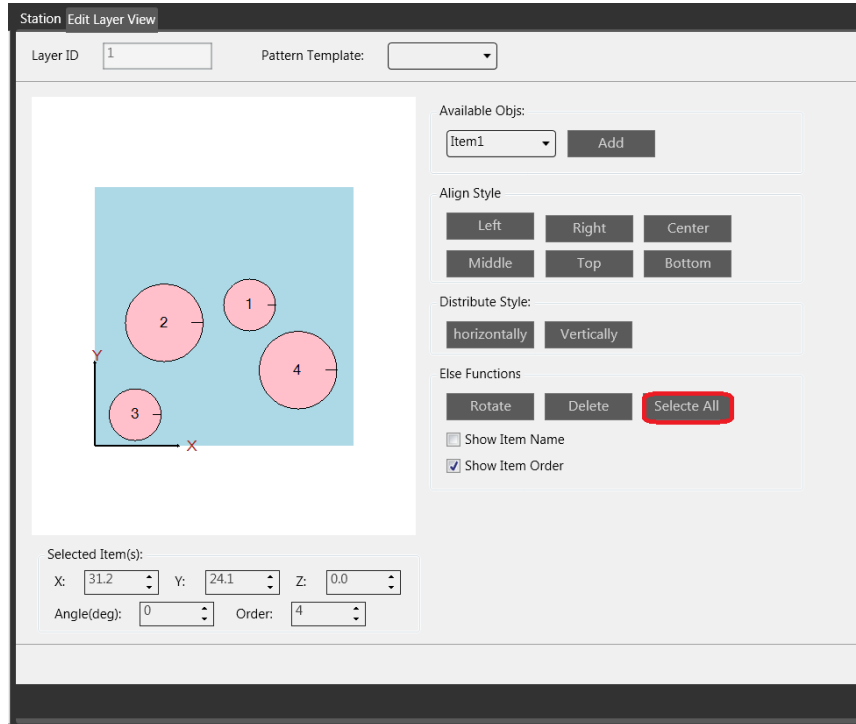 Station Edit Layer View
Layer ID 1 Pattern Template:
Available Objs:
Item1 Add
Align Style
Left Right Center
Middle Top Bottom
Distribute Style:
horizontally Vertically
Else Functions
Rotate Delete Selecte All
Show Item Name
Show Item Order
1
2
4
Y
3
X
Selected Item(s):
X: 31.2 Y: 24.1 Z: 0.0
Angle(deg): 0 Order: 4